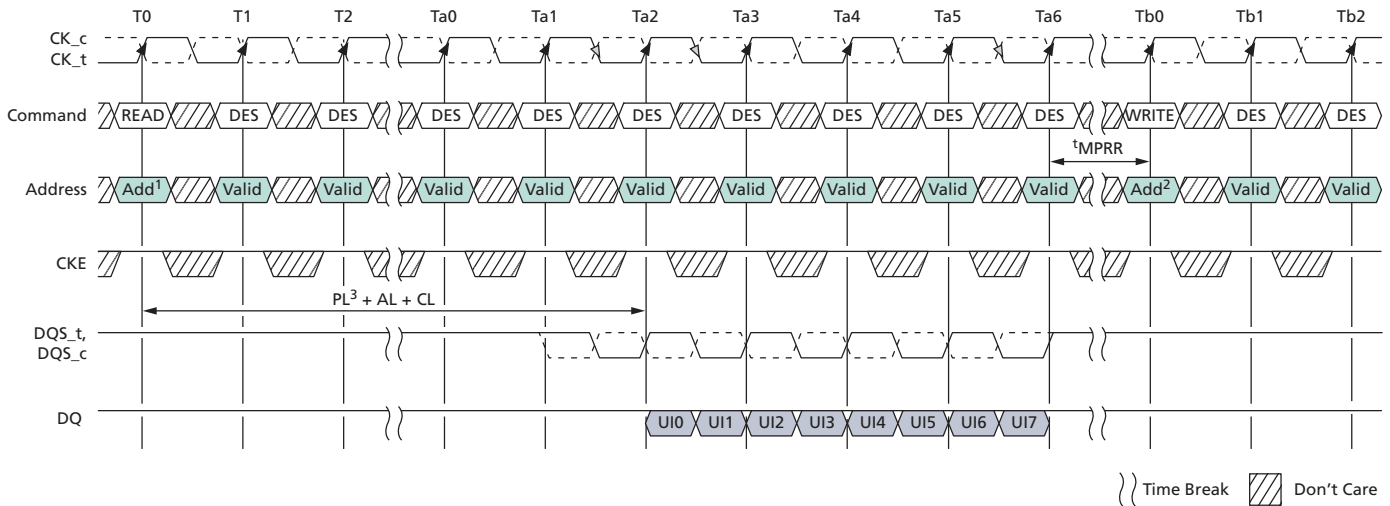 T0 T1 T2 Ta0 Ta1 Ta2 Ta3 Ta4 Ta5 Ta6 Tb0 Tb1 Tb2
CK_c
CK_t
Command READ DES DES DES DES DES DES DES DES DES WRITE DES DES
tMPRR
Address Add1 Valid Valid Valid Valid Valid Valid Valid Valid Valid Add2 Valid Valid
CKE
PL3 + AL + CL
DQS_t,
DQS_c
DQ UI0 UI1 UI2 UI3 UI4 UI5 UI6 UI7
Time Break Don't Care